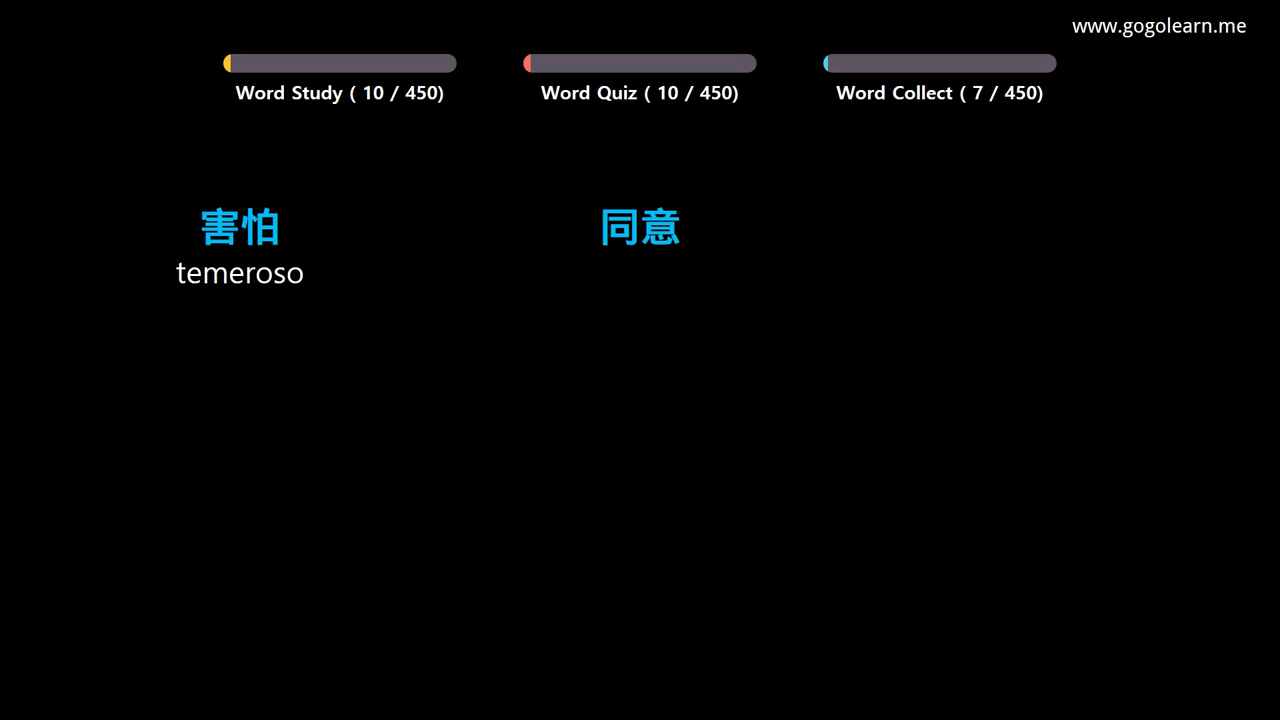 www.gogolearn.me
Word Study ( 10 / 450)
Word Quiz ( 10 / 450)
Word Collect ( 7 / 450)
害怕
同意
temeroso